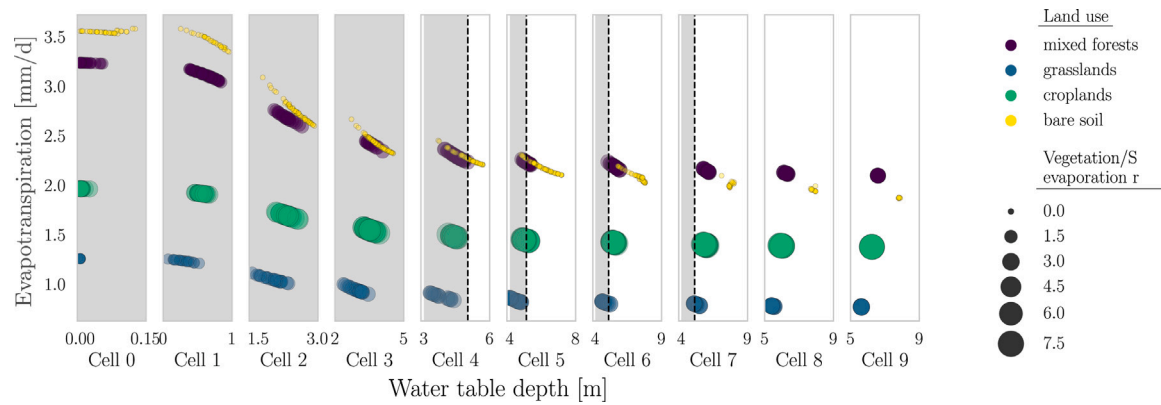 Evapotranspiration [mm/d]
3.5
3.0
2.5
2.0
1.5
1.0
0.00 0.150 1 1.5 3.02 5 3 6 4 8 4 9 4 9 5 9 5 9
Cell 0 Cell 1 Cell 2 Cell 3 Cell 4 Cell 5 Cell 6 Cell 7 Cell 8 Cell 9
Water table depth [m]
Land use
mixed forests
grasslands
croplands
bare soil
Vegetation/S
evaporation r
0.0
1.5
3.0
4.5
6.0
7.5